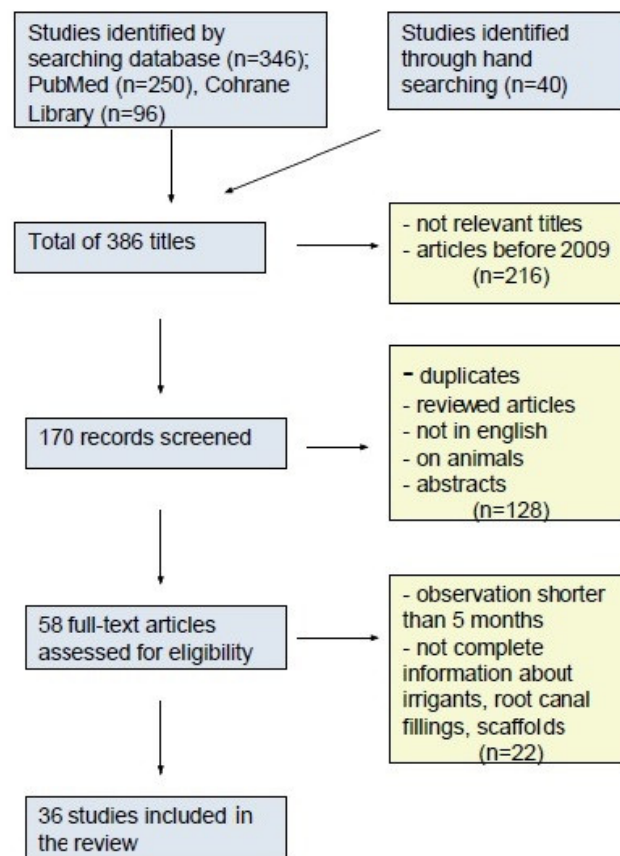 Studies identified by
searching database (n=346);
PubMed (n=250), Cohrane
Library (n=96)
Studies identified
through hand
searching (n=40)
Total of 386 titles
- not relevant titles
- articles before 2009
(n=216)
170 records screened
- duplicates
- reviewed articles
- not in english
- on animals
- abstracts
(n=128)
58 full-text articles
assessed for eligibility
- observation shorter
than 5 months
- not complete
information about
irrigants, root canal
fillings, scaffolds
(n=22)
36 studies included in
the review